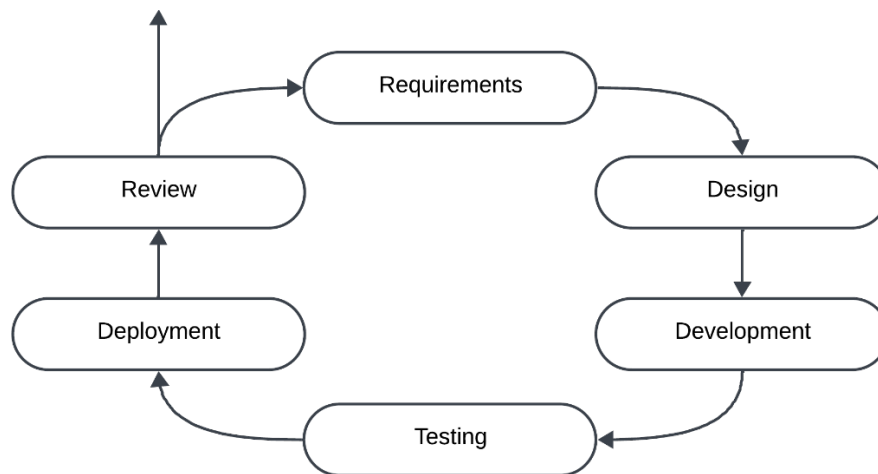 Requirements
Review
Design
Deployment
Development
Testing